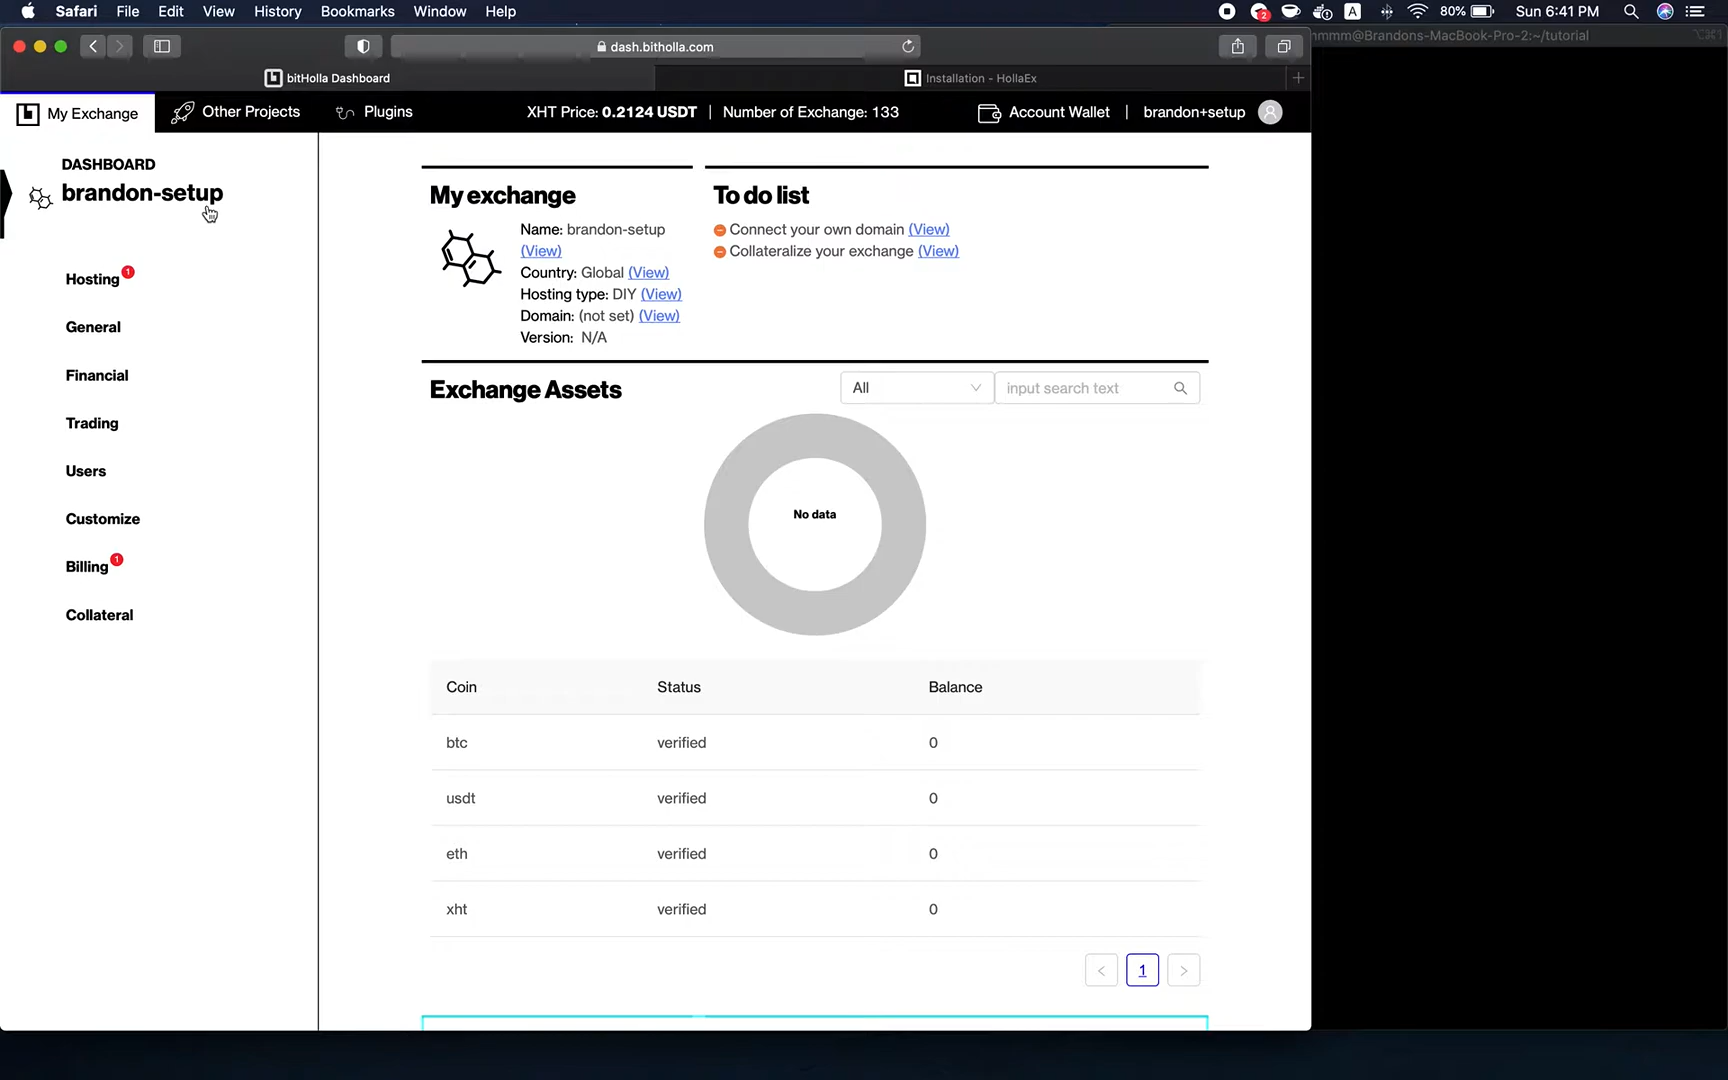 Safari File Edit View History Bookmarks Window Help
2 A 80% Sun 6:41 PM
mmm@Brandons-MacBook-Pro-2:~/tutorial
dash.bitholla.com
bitHolla Dashboard
Installation - HollaEx
My Exchange
Other Projects
Plugins
XHT Price: 0.2124 USDT | Number of Exchange: 133
Account Wallet | brandon+setup
DASHBOARD
brandon-setup
Hosting 1
General
Financial
Trading
Users
Customize
Billing 1
Collateral
My exchange
Name: brandon-setup
(View)
Country: Global (View)
Hosting type: DIY (View)
Domain: (not set) (View)
Version: N/A
To do list
Connect your own domain (View)
Collateralize your exchange (View)
Exchange Assets
All
input search text
No data
Coin Status Balance
btc verified 0
usdt verified 0
eth verified 0
xht verified 0
< 1 >